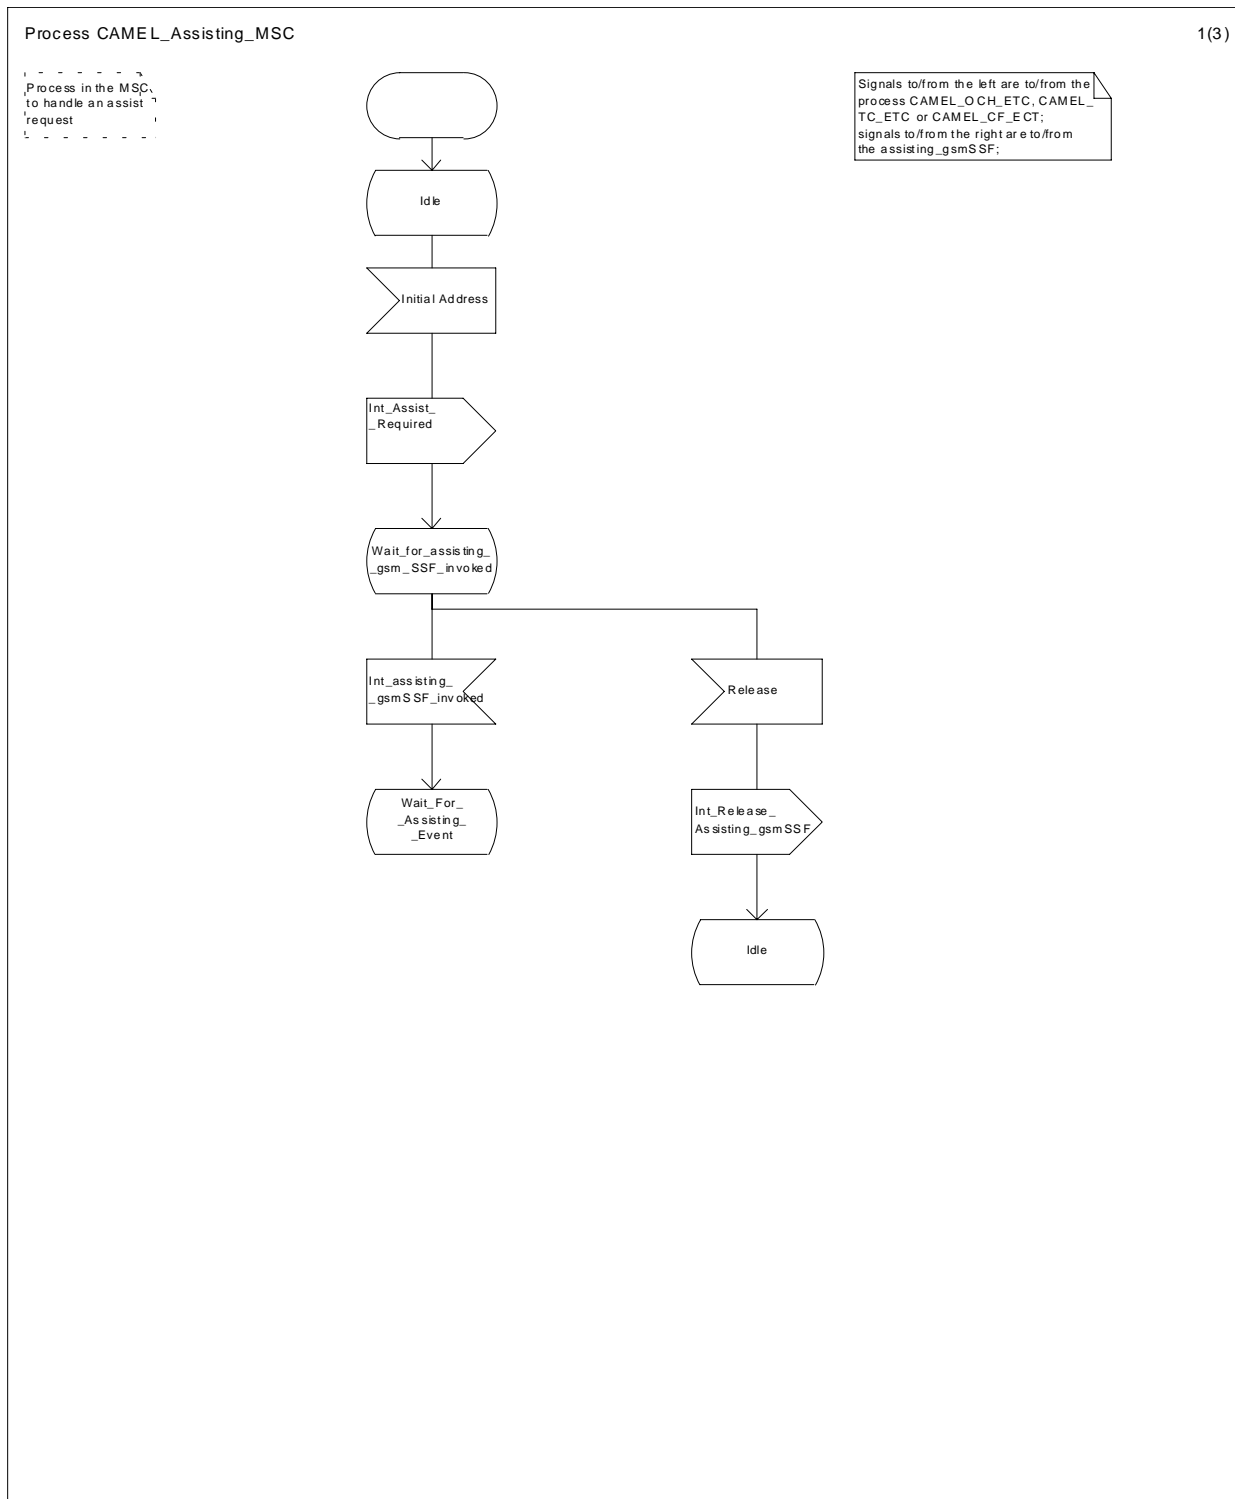 Process CAMEL_Assisting_MSC
1(3)
Process in the MSC
to handle an assist
request
Signals to/from the left are to/from the
process CAMEL_OCH_ETC, CAMEL_
TC_ETC or CAMEL_CF_ECT;
signals to/from the right are to/from
the assisting_gsmSSF;
Idle
Initial Address
Int_Assist_
_Required
Wait_for_assisting_
_gsm_SSF_invoked
Int_assisting_
_gsmSSF_invoked
Release
Wait_For_
_Assisting_
_Event
Int_Release_
Assisting_gsmSSF
Idle